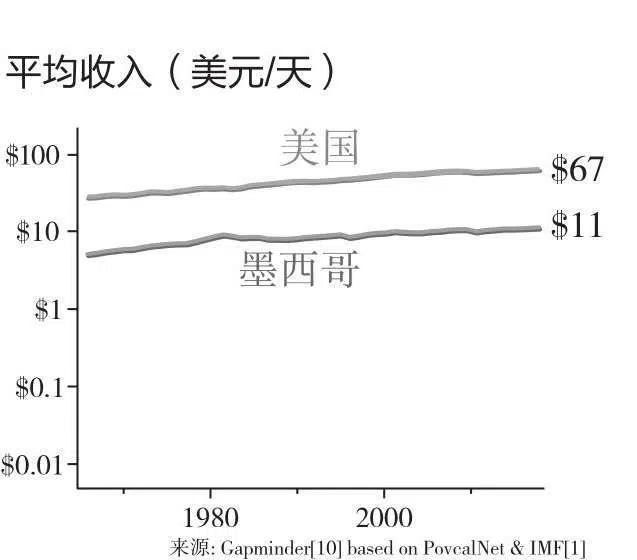 平均收入（美元/天）
$100
美国
$67
$10
$11
墨西哥
$1
$0.1
$0.01
1980 2000
来源: Gapminder[10] based on PovcalNet & IMF[1]